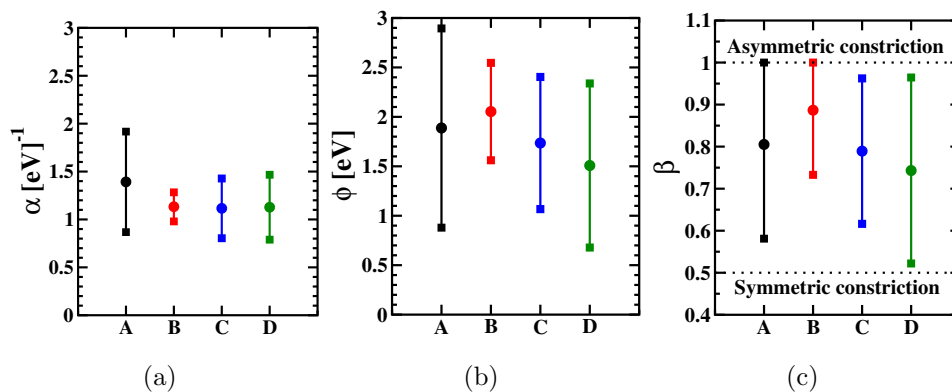 α [eV]⁻¹
3
2.5
2
1.5
1
0.5
0
A B C D
(a)
ϕ [eV]
3
2.5
2
1.5
1
0.5
0
A B C D
(b)
β
1
0.9
0.8
0.7
0.6
0.5
0.4
Asymmetric constriction
Symmetric constriction
A B C D
(c)